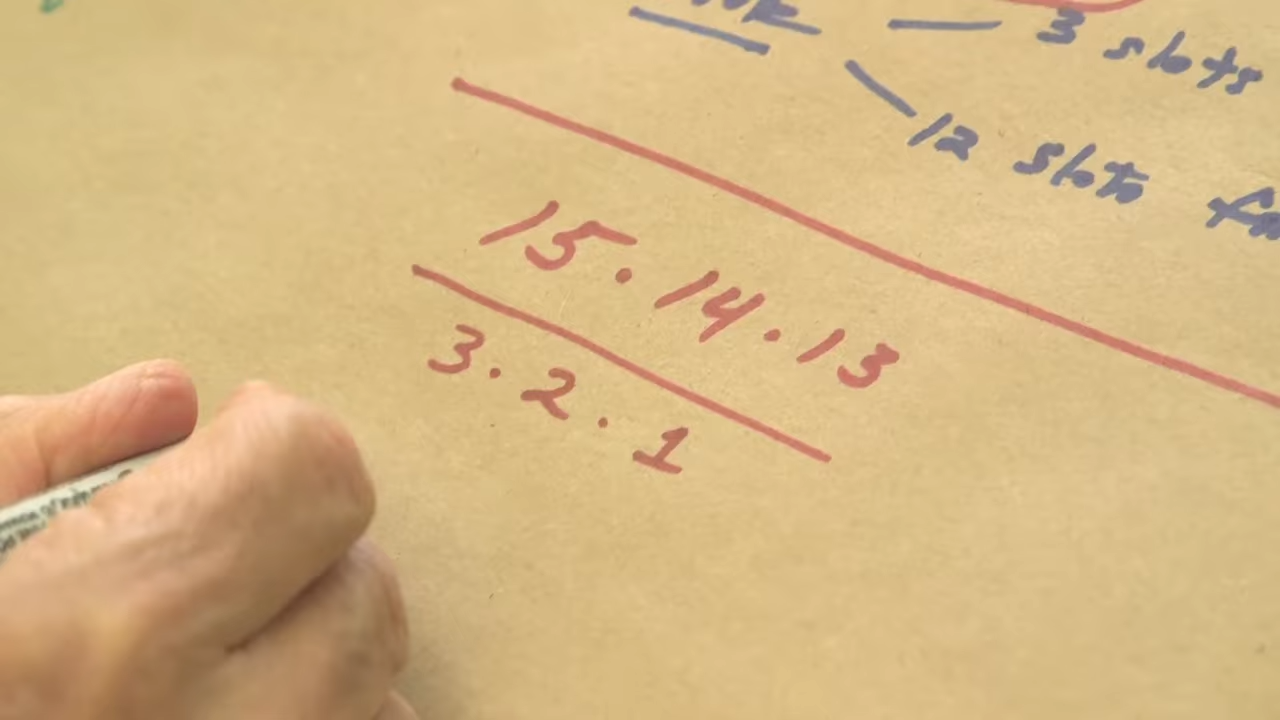 — 3 slots
12 slots
15 · 14 · 13
3 · 2 · 1